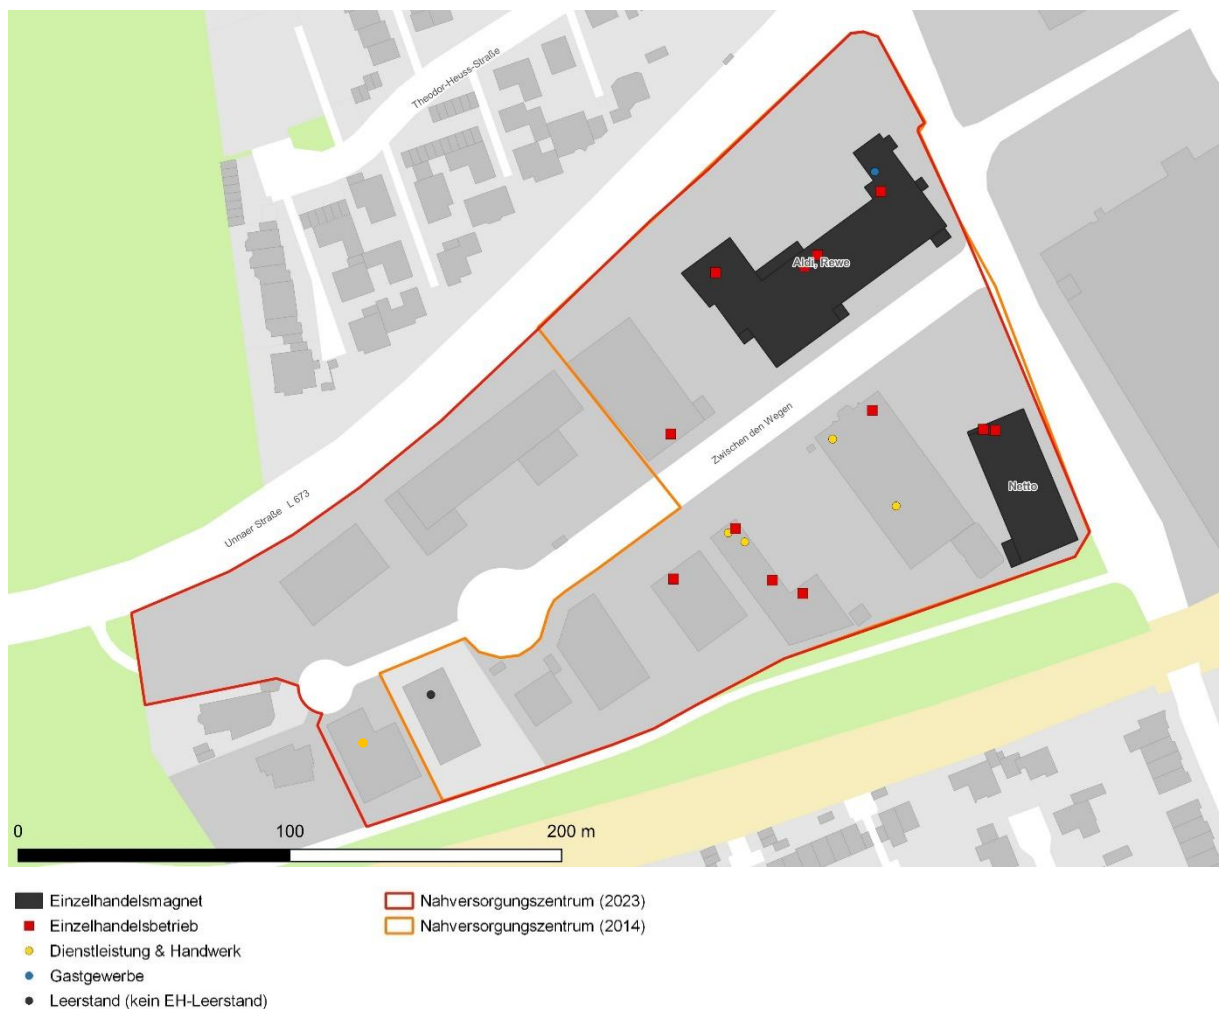 Theodor-Heuss-Straße
Aldi, Rewe
Zwischen den Wegen
Netto
Unnaer Straße L 673
0 100 200 m
Einzelhandelsmagnet
Einzelhandelsbetrieb
Dienstleistung & Handwerk
Gastgewerbe
Leerstand (kein EH-Leerstand)
Nahversorgungszentrum (2023)
Nahversorgungszentrum (2014)